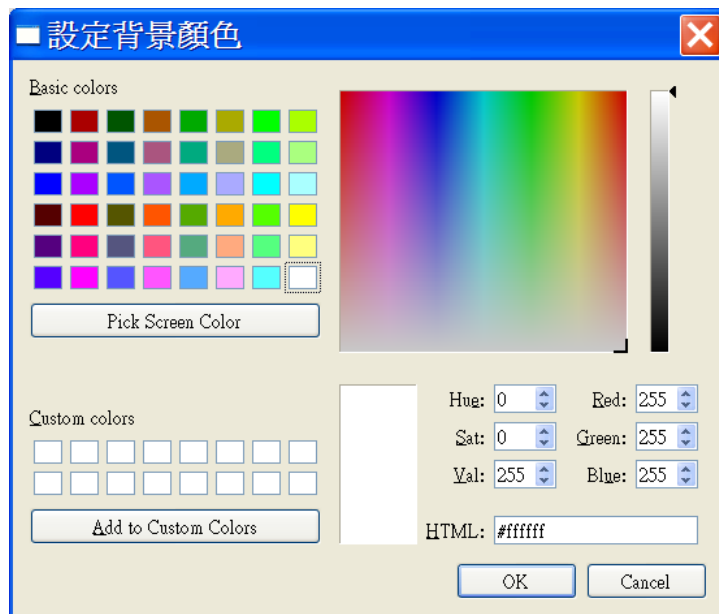 設定背景顏色
Basic colors
Pick Screen Color
Custom colors
Add to Custom Colors
Hue: 0 Red: 255
Sat: 0 Green: 255
Val: 255 Blue: 255
HTML: #ffffff
OK Cancel